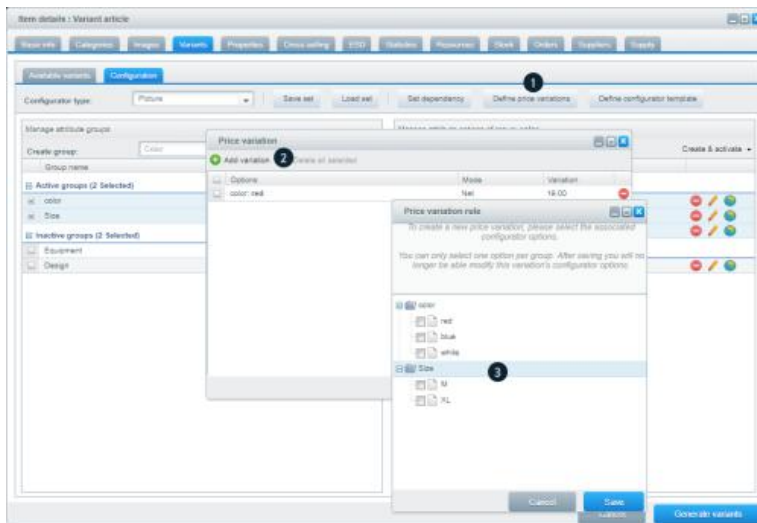 Item details : Variant article
Base info Categories Images Variants Properties Cross-selling ESD Statistics Resources Stock Orders Suppliers Supply
Available variants Configuration
Configurator type: Picture Save set Load set Set dependency Define price variations Define configurator template
1
Manage attribute groups
Create group: Color
Create & activate
Group name
Active groups (2 Selected)
color
Size
Inactive groups (2 Selected)
Equipment
Design
Price variation
Add variation 2 Delete all selected
Options Mode Variation
color: red Net 19.00
Price variation rule
To create a new price variation, please select the associated
configurator options.
You can only select one option per group. After saving you will no
longer be able modify this variation's configurator options.
color
red
blue
white
Size 3
M
XL
Cancel Save
Cancel Generate variants